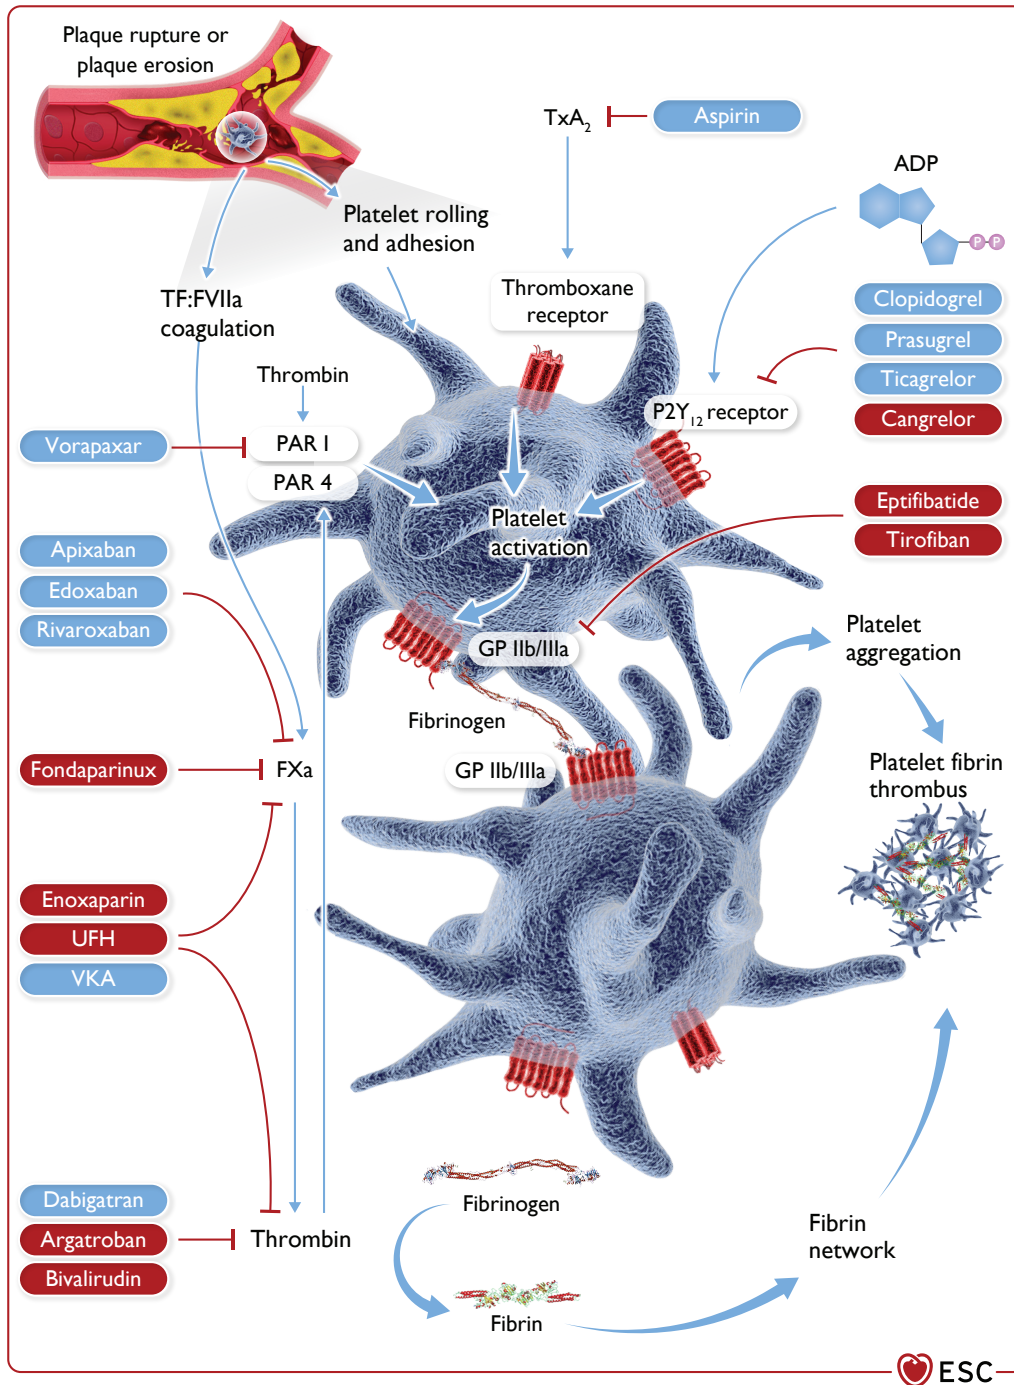 Plaque rupture or
plaque erosion
TxA2
Aspirin
ADP
P P
Platelet rolling
and adhesion
TF:FVIIa
coagulation
Thromboxane
receptor
Clopidogrel
Prasugrel
Ticagrelor
Cangrelor
Thrombin
P2Y12 receptor
Vorapaxar
PAR I
PAR 4
Platelet
activation
Eptifibatide
Tirofiban
Apixaban
Edoxaban
Rivaroxaban
GP IIb/IIIa
Platelet
aggregation
Fibrinogen
GP IIb/IIIa
Fondaparinux
FXa
Platelet fibrin
thrombus
Enoxaparin
UFH
VKA
Dabigatran
Argatroban
Bivalirudin
Thrombin
Fibrinogen
Fibrin
network
Fibrin
ESC